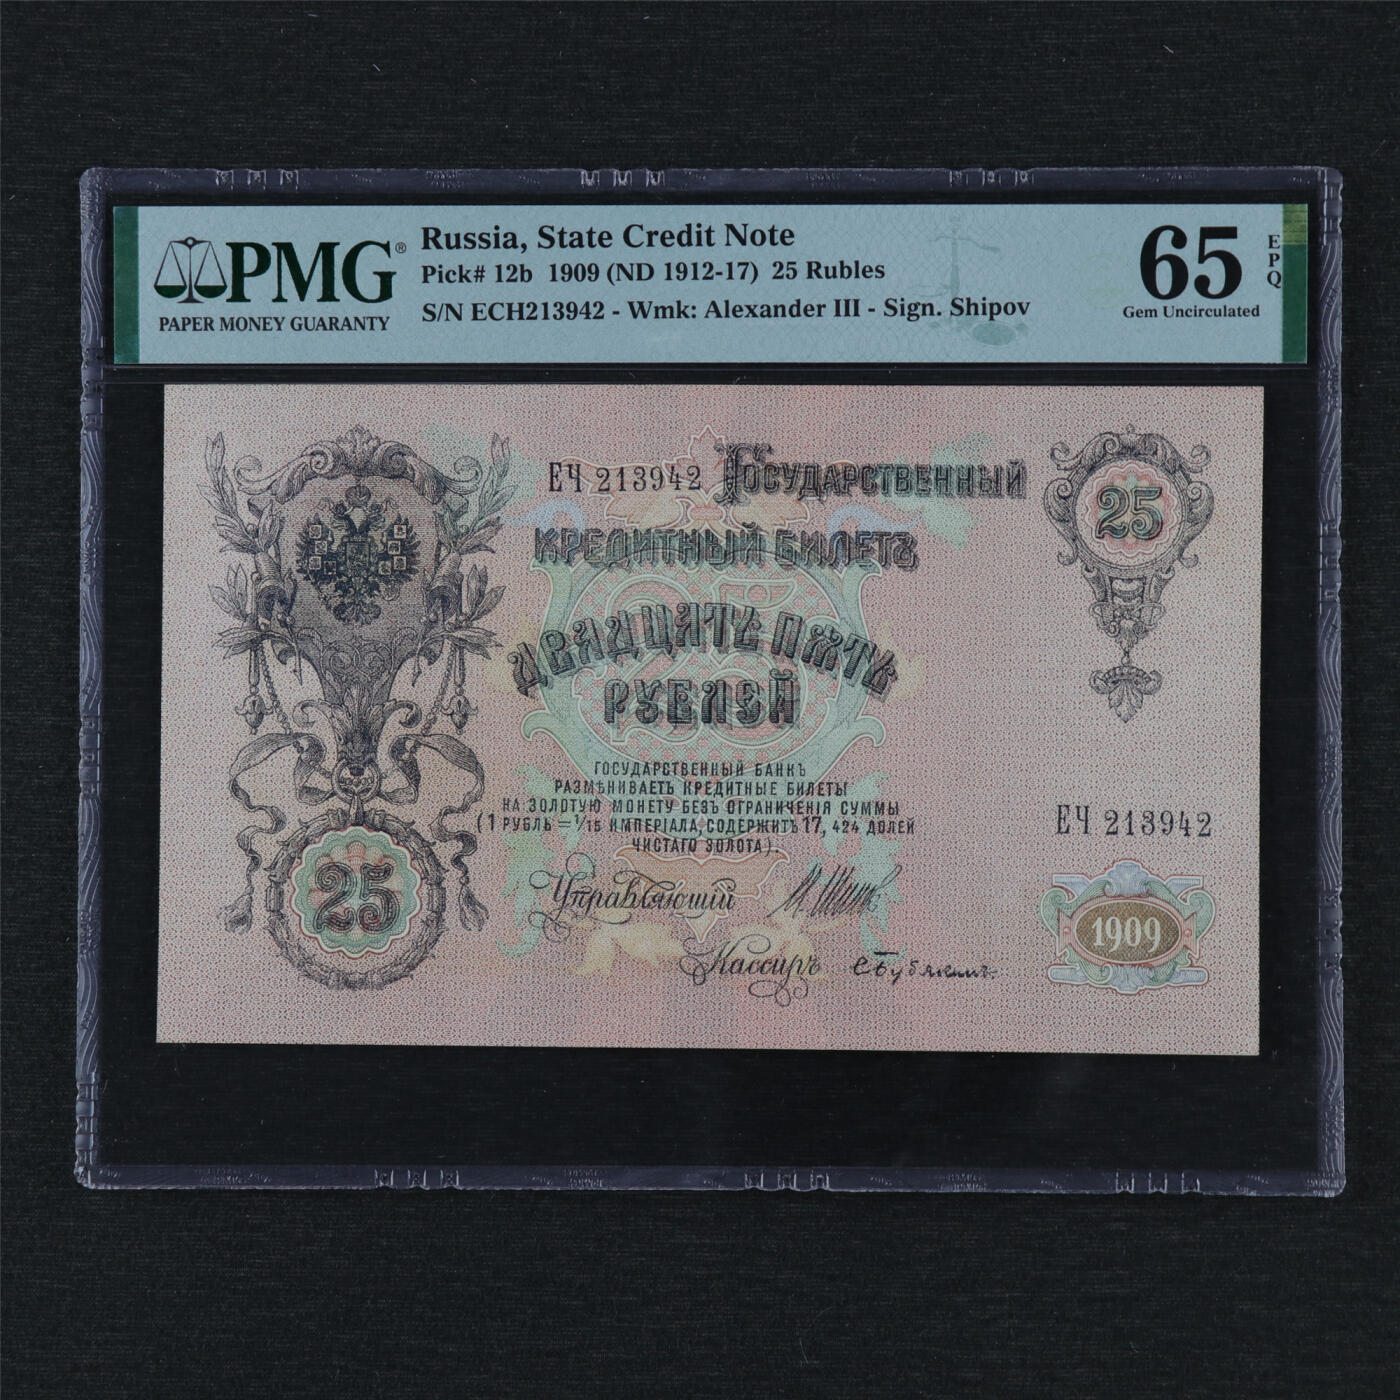 PMG®
PAPER MONEY GUARANTY
Russia, State Credit Note
Pick# 12b 1909 (ND 1912-17) 25 Rubles
S/N ECH213942 - Wmk: Alexander III - Sign. Shipov
65
EPQ
Gem Uncirculated
ЕЧ 213942 Государственный
кредитный билетъ
25
двадцать пять
рублей
ГОСУДАРСТВЕННЫЙ БАНКЪ
РАЗМѢНИВАЕТЪ КРЕДИТНЫЕ БИЛЕТЫ
НА ЗОЛОТУЮ МОНЕТУ БЕЗЪ ОГРАНИЧЕНІЯ СУММЫ
(1 РУБЛЬ = 1/15 ИМПЕРІАЛА, СОДЕРЖИТЪ 17, 424 ДОЛЕЙ
ЧИСТАГО ЗОЛОТА).
ЕЧ 213942
25
Управляющій
Кассиръ
1909